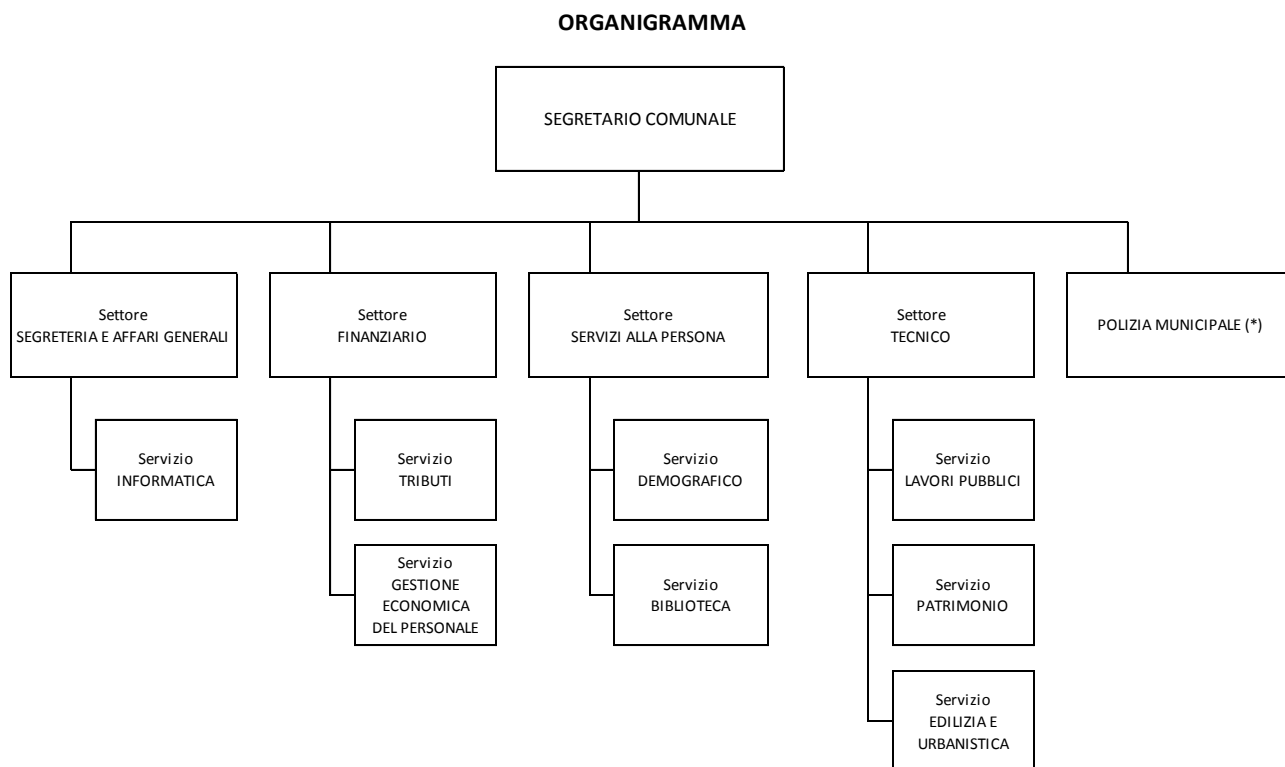 ORGANIGRAMMA
SEGRETARIO COMUNALE
Settore
SEGRETERIA E AFFARI GENERALI
Settore
FINANZIARIO
Settore
SERVIZI ALLA PERSONA
Settore
TECNICO
POLIZIA MUNICIPALE (*)
Servizio
INFORMATICA
Servizio
TRIBUTI
Servizio
DEMOGRAFICO
Servizio
LAVORI PUBBLICI
Servizio
GESTIONE
ECONOMICA
DEL PERSONALE
Servizio
BIBLIOTECA
Servizio
PATRIMONIO
Servizio
EDILIZIA E
URBANISTICA